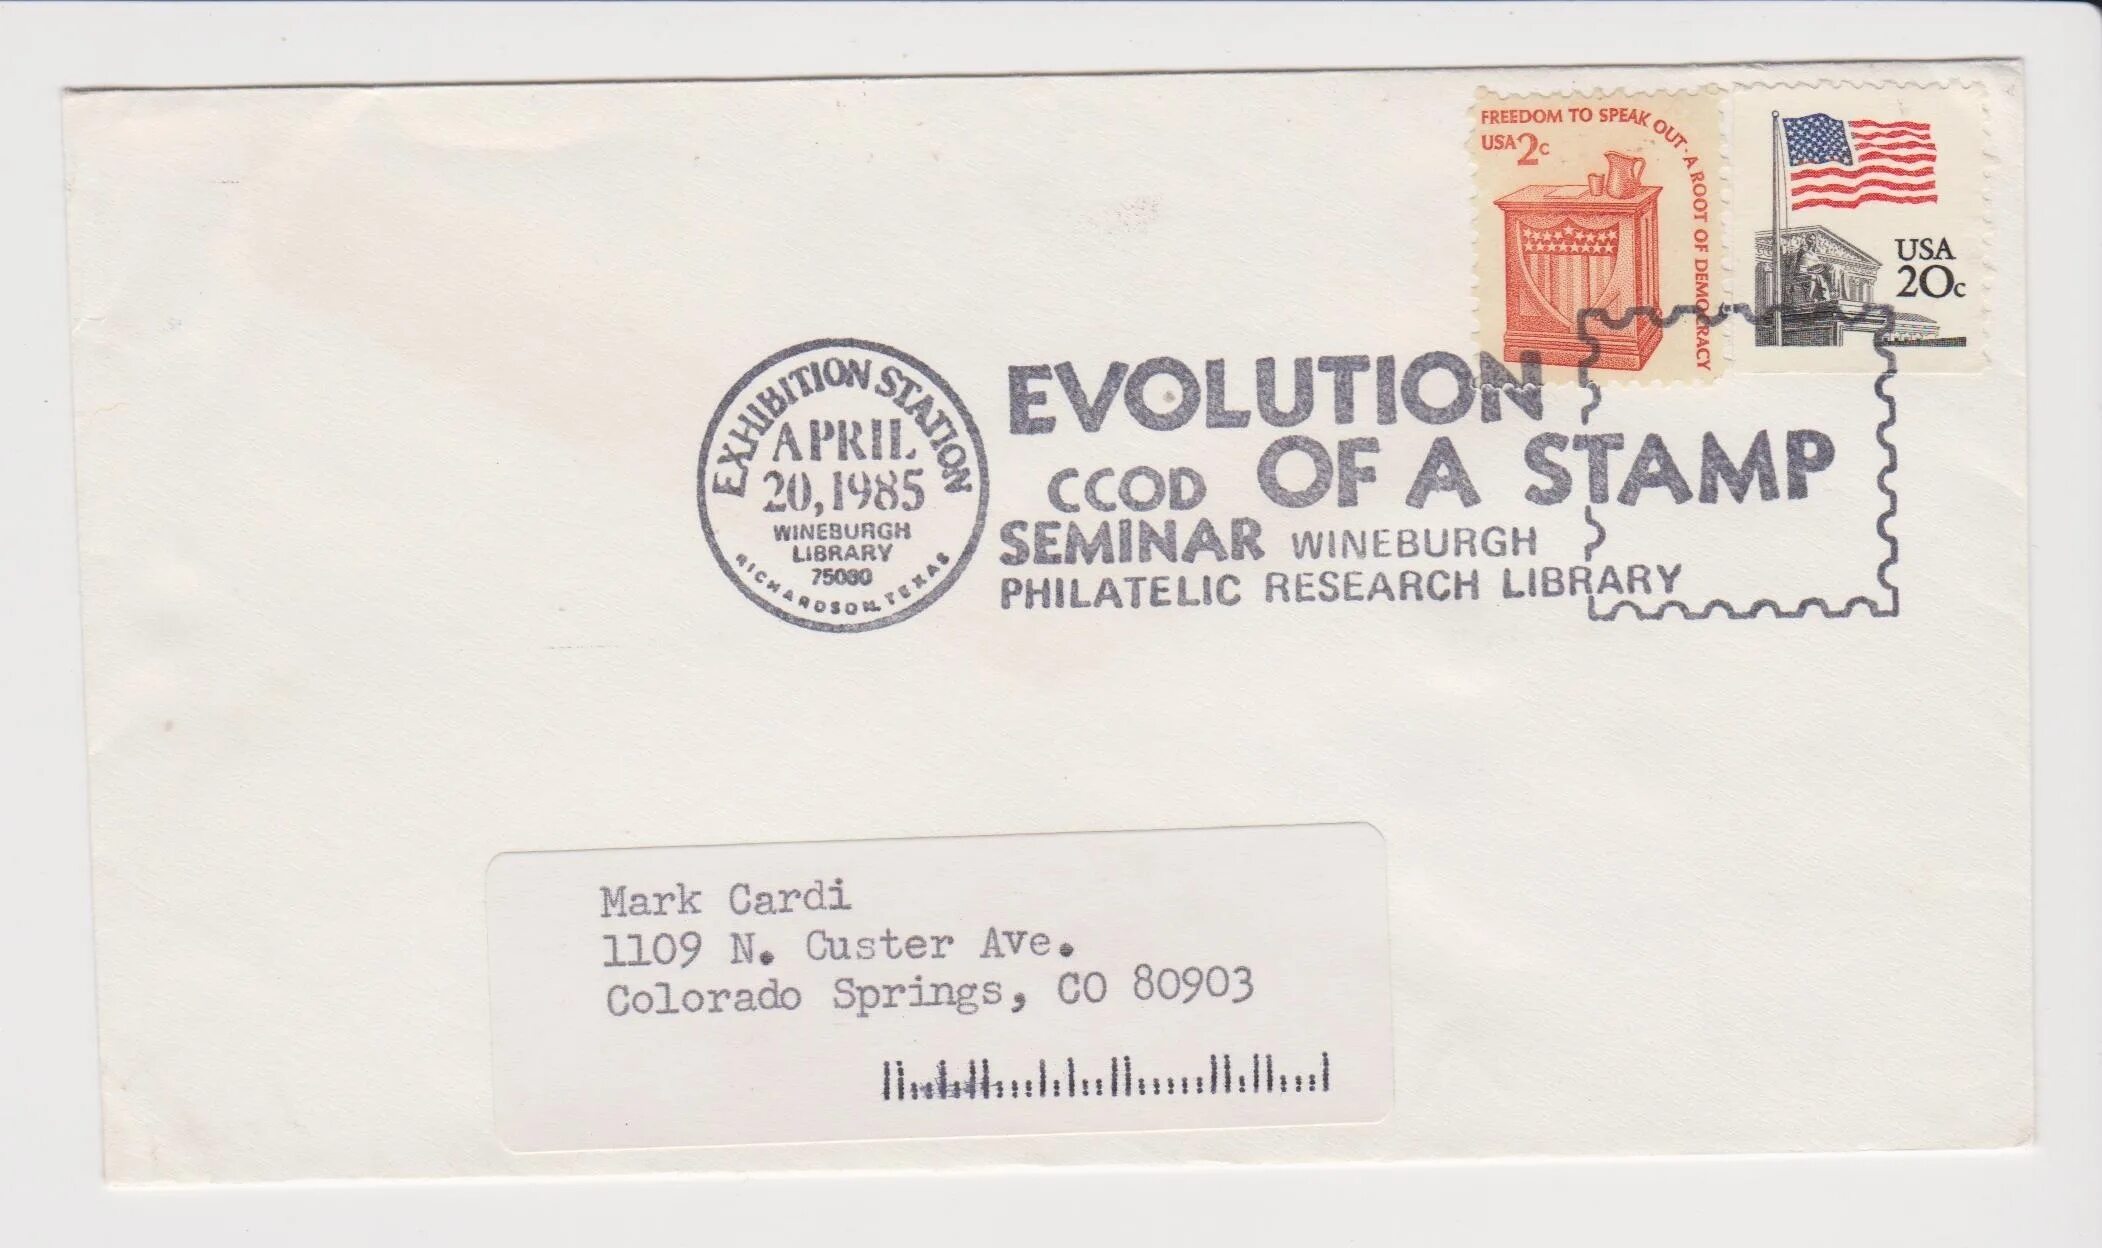 FREEDOM TO SPEAK OUT · A ROOT OF DEMOCRACY
USA 2c
USA
20c
EXHIBITION STATION
APRIL
20, 1985
WINEBURGH
LIBRARY
75080
RICHARDSON, TEXAS
EVOLUTION
CCOD OF A STAMP
SEMINAR WINEBURGH
PHILATELIC RESEARCH LIBRARY
Mark Cardi
1109 N. Custer Ave.
Colorado Springs, CO 80903